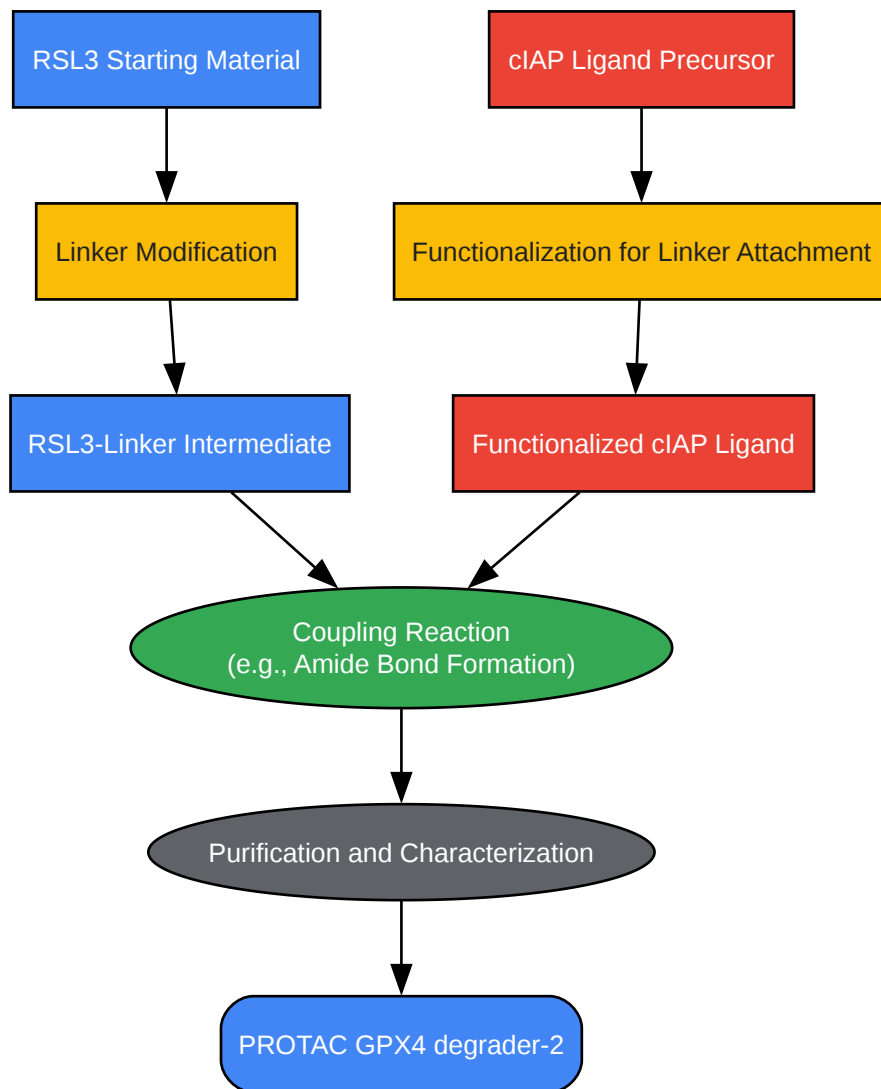 RSL3 Starting Material
cIAP Ligand Precursor
Linker Modification
Functionalization for Linker Attachment
RSL3-Linker Intermediate
Functionalized cIAP Ligand
Coupling Reaction
(e.g., Amide Bond Formation)
Purification and Characterization
PROTAC GPX4 degrader-2